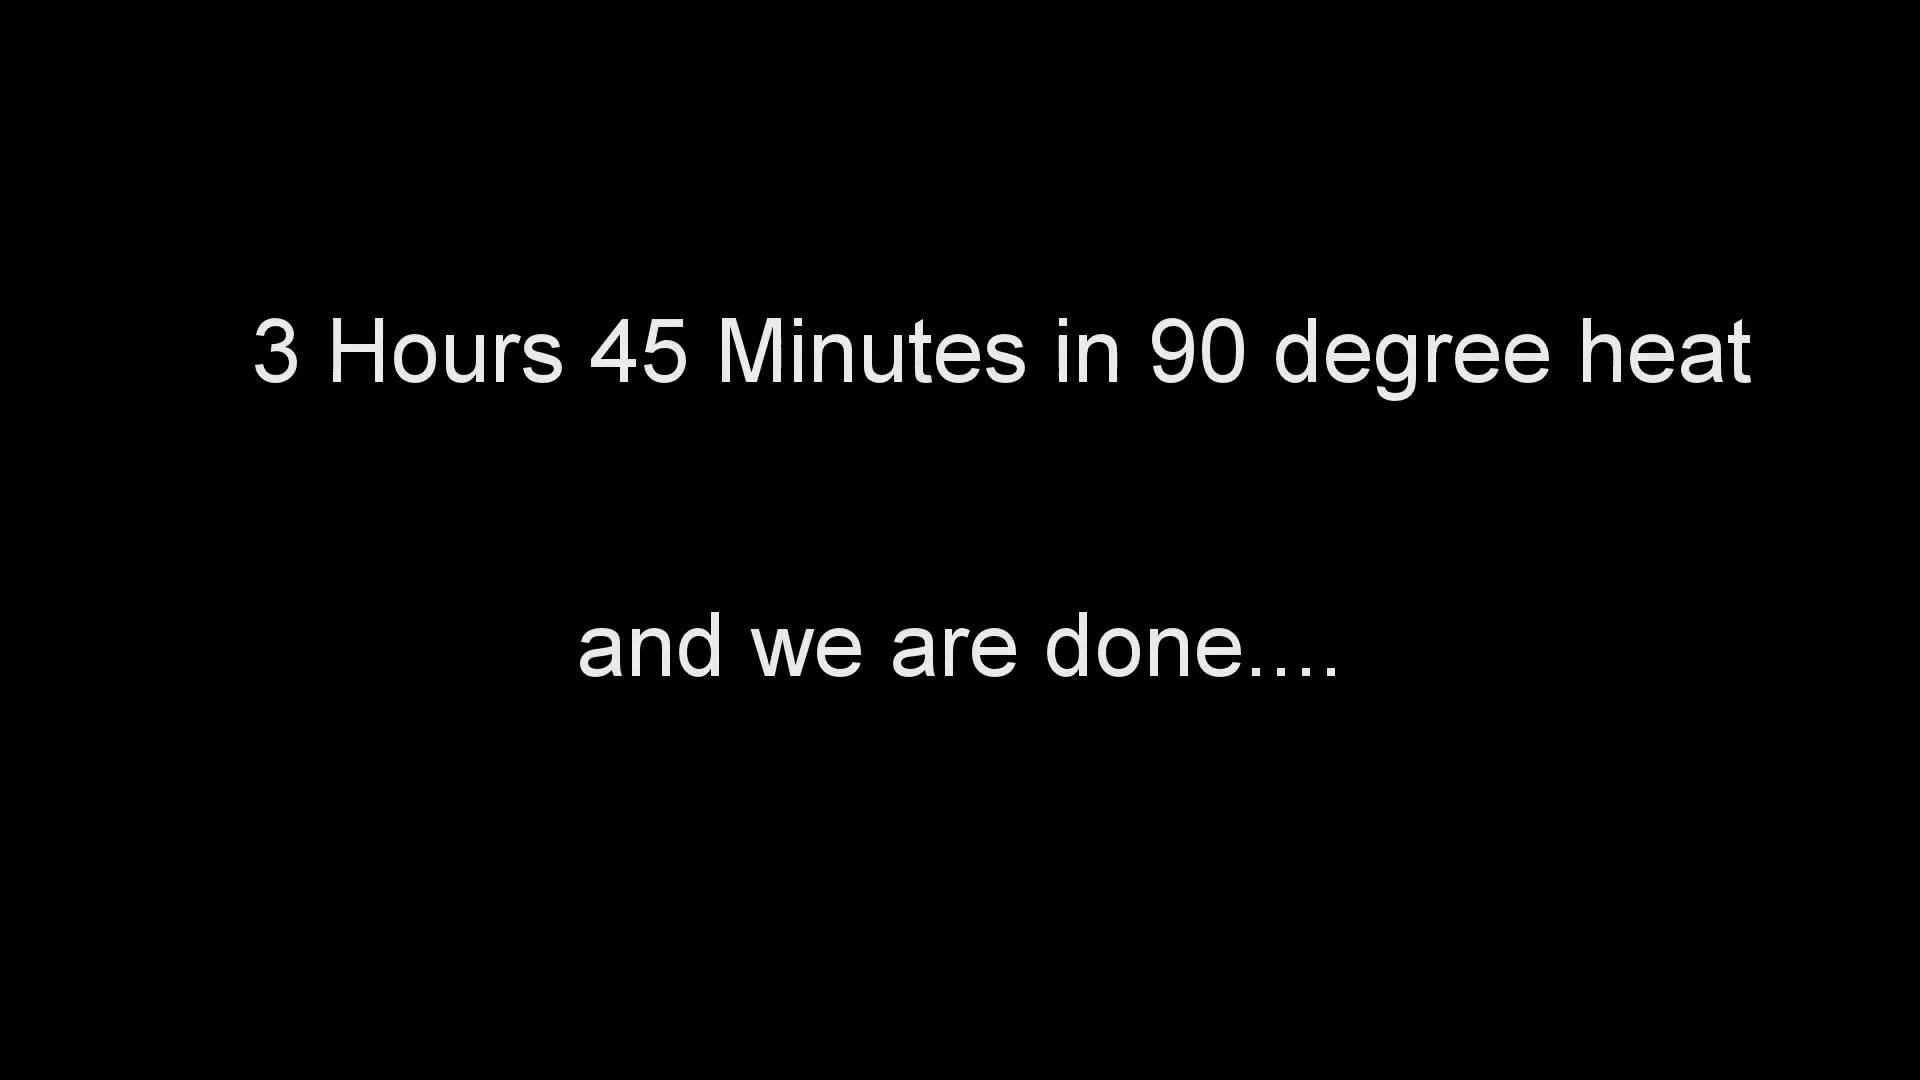 3 Hours 45 Minutes in 90 degree heat
and we are done....